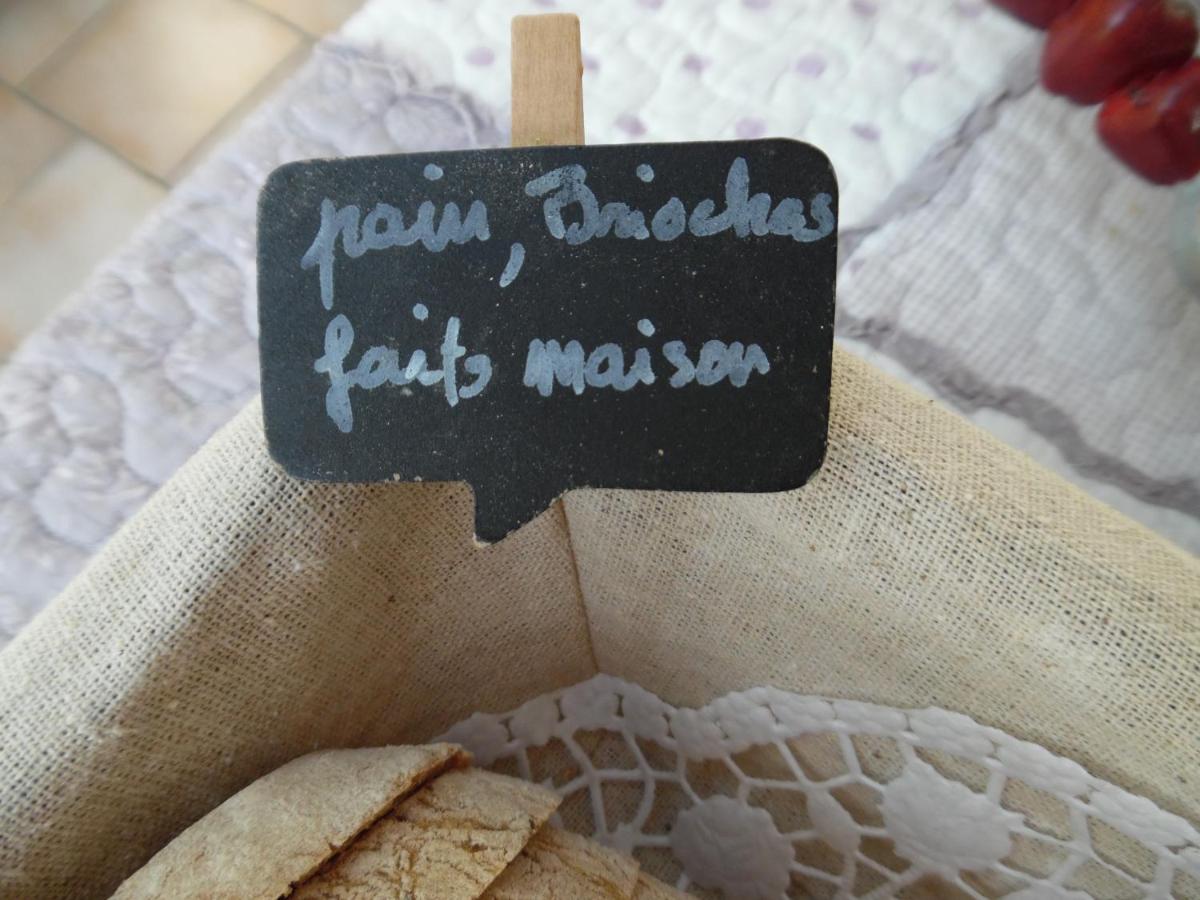 pain, Brioches
faits maison